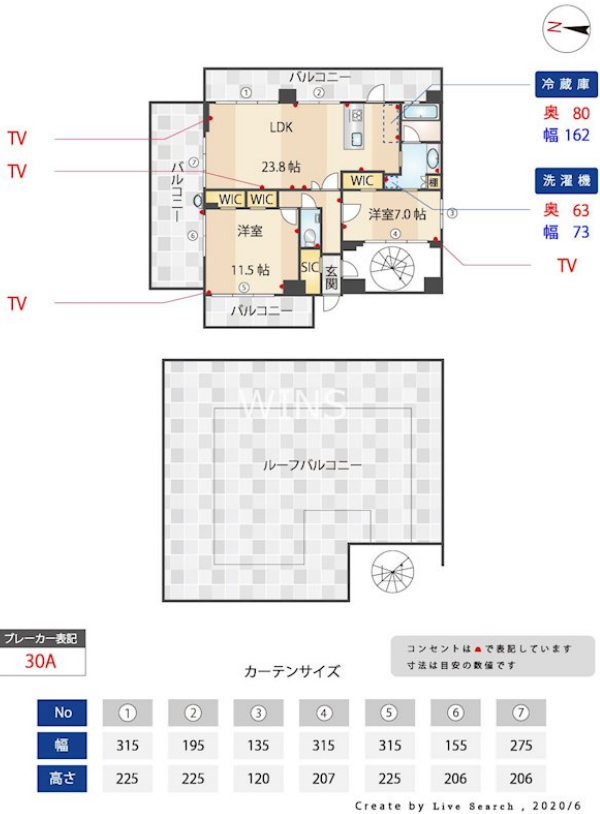 N
バルコニー
① ②
冷蔵庫
奥 80
幅 162
TV
LDK
23.8 帖
TV
⑦
バルコニー
WIC
棚
洗濯機
奥 63
幅 73
WIC WIC
洋室7.0 帖
③
④
⑥
洋室
11.5 帖
SIC
玄関
TV
⑤
TV
バルコニー
WINS
ルーフバルコニー
ブレーカー表記
30A
コンセントは で表記しています
寸法は目安の数値です
カーテンサイズ
No ① ② ③ ④ ⑤ ⑥ ⑦
幅 315 195 135 315 315 155 275
高さ 225 225 120 207 225 206 206
Create by Live Search , 2020/6